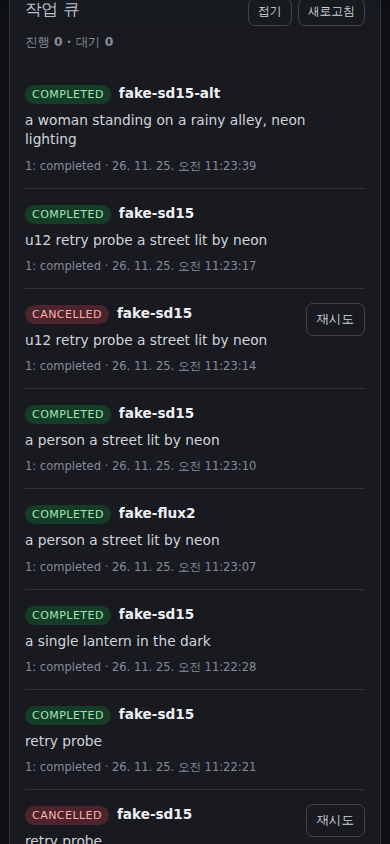 작업 큐 접기 새로고침
진행 0 · 대기 0
COMPLETED fake-sd15-alt
a woman standing on a rainy alley, neon
lighting
1: completed · 26. 11. 25. 오전 11:23:39
COMPLETED fake-sd15
u12 retry probe a street lit by neon
1: completed · 26. 11. 25. 오전 11:23:17
CANCELLED fake-sd15 재시도
u12 retry probe a street lit by neon
1: completed · 26. 11. 25. 오전 11:23:14
COMPLETED fake-sd15
a person a street lit by neon
1: completed · 26. 11. 25. 오전 11:23:10
COMPLETED fake-flux2
a person a street lit by neon
1: completed · 26. 11. 25. 오전 11:23:07
COMPLETED fake-sd15
a single lantern in the dark
1: completed · 26. 11. 25. 오전 11:22:28
COMPLETED fake-sd15
retry probe
1: completed · 26. 11. 25. 오전 11:22:21
CANCELLED fake-sd15 재시도
retry probe